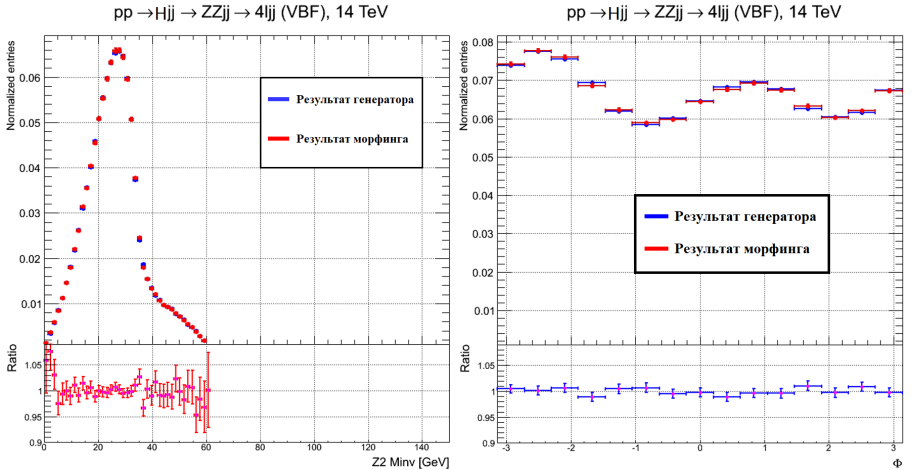 pp →Hjj → ZZjj → 4ljj (VBF), 14 TeV
Normalized entries
0.06
0.05
0.04
0.03
0.02
0.01
Результат генератора
Результат морфинга
Ratio
1.05
1
0.95
0.9
0 20 40 60 80 100 120 140
Z2 Minv [GeV]
pp →Hjj → ZZjj → 4ljj (VBF), 14 TeV
Normalized entries
0.08
0.07
0.06
0.05
0.04
0.03
0.02
0.01
Результат генератора
Результат морфинга
Ratio
1.05
1
0.95
0.9
-3 -2 -1 0 1 2 3
Φ